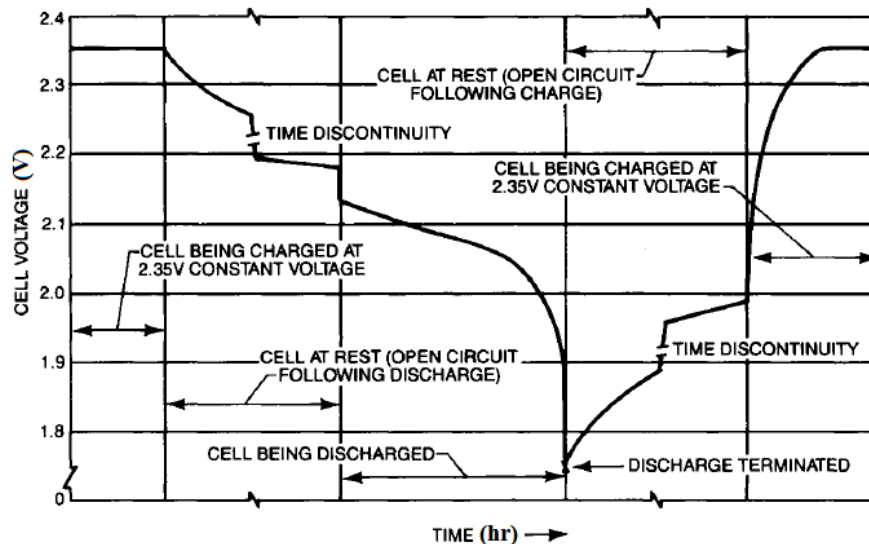 2.4
2.3
2.2
2.1
2.0
1.9
1.8
0
CELL VOLTAGE (V)
CELL AT REST (OPEN CIRCUIT
FOLLOWING CHARGE)
TIME DISCONTINUITY
CELL BEING CHARGED AT
2.35V CONSTANT VOLTAGE
CELL BEING CHARGED AT
2.35V CONSTANT VOLTAGE
CELL AT REST (OPEN CIRCUIT
FOLLOWING DISCHARGE)
TIME DISCONTINUITY
CELL BEING DISCHARGED
DISCHARGE TERMINATED
TIME (hr)